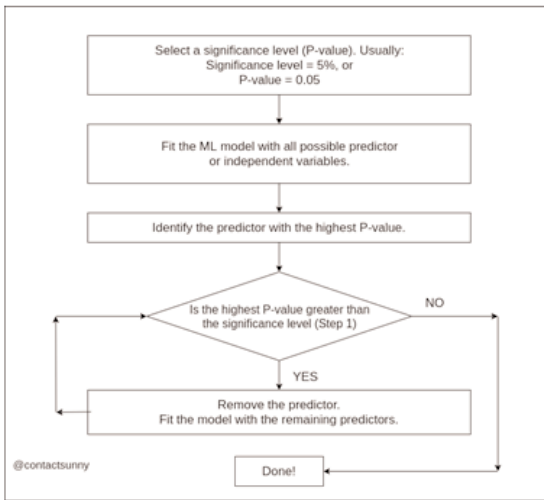 Select a significance level (P-value). Usually:
Significance level = 5%, or
P-value = 0.05
Fit the ML model with all possible predictor
or independent variables.
Identify the predictor with the highest P-value.
Is the highest P-value greater than
the significance level (Step 1)
NO
YES
Remove the predictor.
Fit the model with the remaining predictors.
@contactsunny
Done!